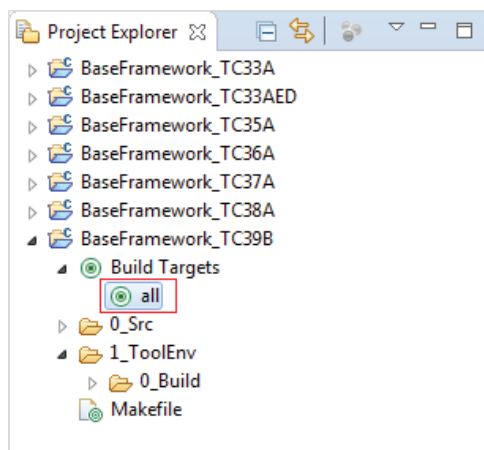 Project Explorer
BaseFramework_TC33A
BaseFramework_TC33AED
BaseFramework_TC35A
BaseFramework_TC36A
BaseFramework_TC37A
BaseFramework_TC38A
BaseFramework_TC39B
Build Targets
all
0_Src
1_ToolEnv
0_Build
Makefile